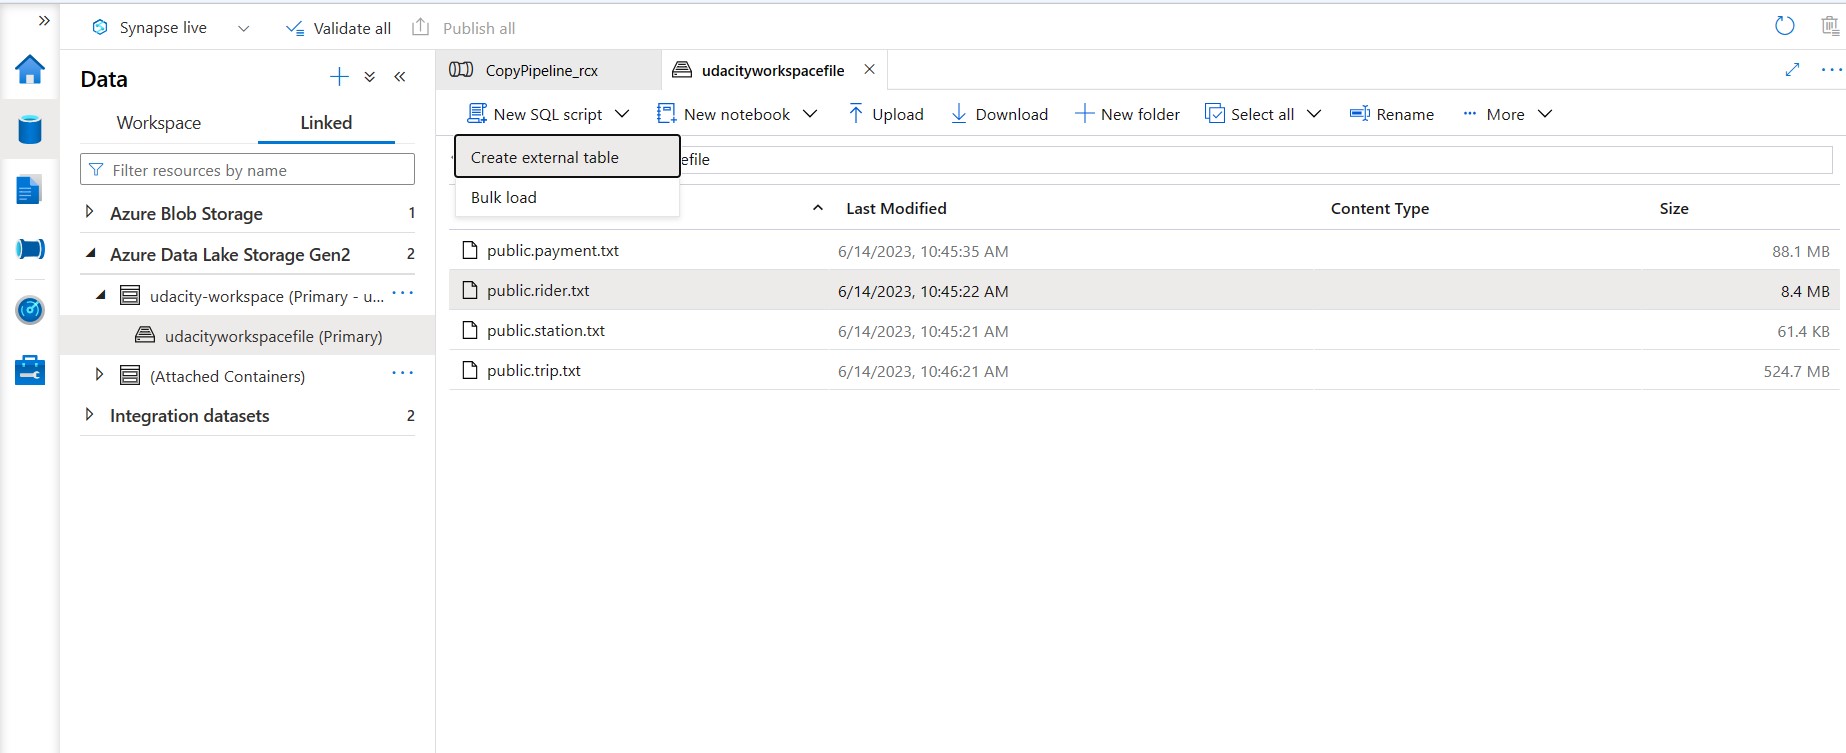 Synapse live Validate all Publish all
Data
Workspace Linked
Filter resources by name
Azure Blob Storage 1
Azure Data Lake Storage Gen2 2
udacity-workspace (Primary - u...
udacityworkspacefile (Primary)
(Attached Containers)
Integration datasets 2
CopyPipeline_rcx udacityworkspacefile
New SQL script New notebook Upload Download New folder Select all Rename More
Create external table
efile
Bulk load
Last Modified Content Type Size
public.payment.txt 6/14/2023, 10:45:35 AM 88.1 MB
public.rider.txt 6/14/2023, 10:45:22 AM 8.4 MB
public.station.txt 6/14/2023, 10:45:21 AM 61.4 KB
public.trip.txt 6/14/2023, 10:46:21 AM 524.7 MB